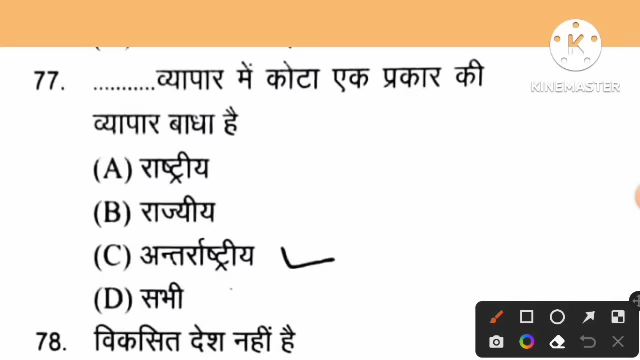 KINEMASTER
77. ...........व्यापार में कोटा एक प्रकार की
व्यापार बाधा है
(A) राष्ट्रीय
(B) राज्यीय
(C) अन्तर्राष्ट्रीय
(D) सभी
78. विकसित देश नहीं है